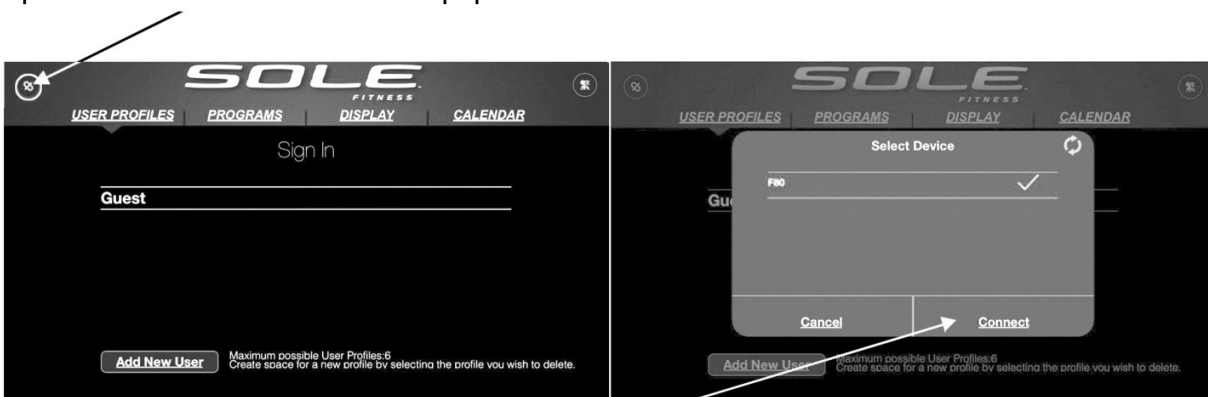 SOLE
FITNESS
USER PROFILES PROGRAMS DISPLAY CALENDAR
Sign In
Guest
Add New User
Maximum possible User Profiles:6
Create space for a new profile by selecting the profile you wish to delete.
SOLE
FITNESS
USER PROFILES PROGRAMS DISPLAY CALENDAR
Select Device
F80
Gu
Cancel Connect
Add New User
Maximum possible User Profiles:6
Create space for a new profile by selecting the profile you wish to delete.